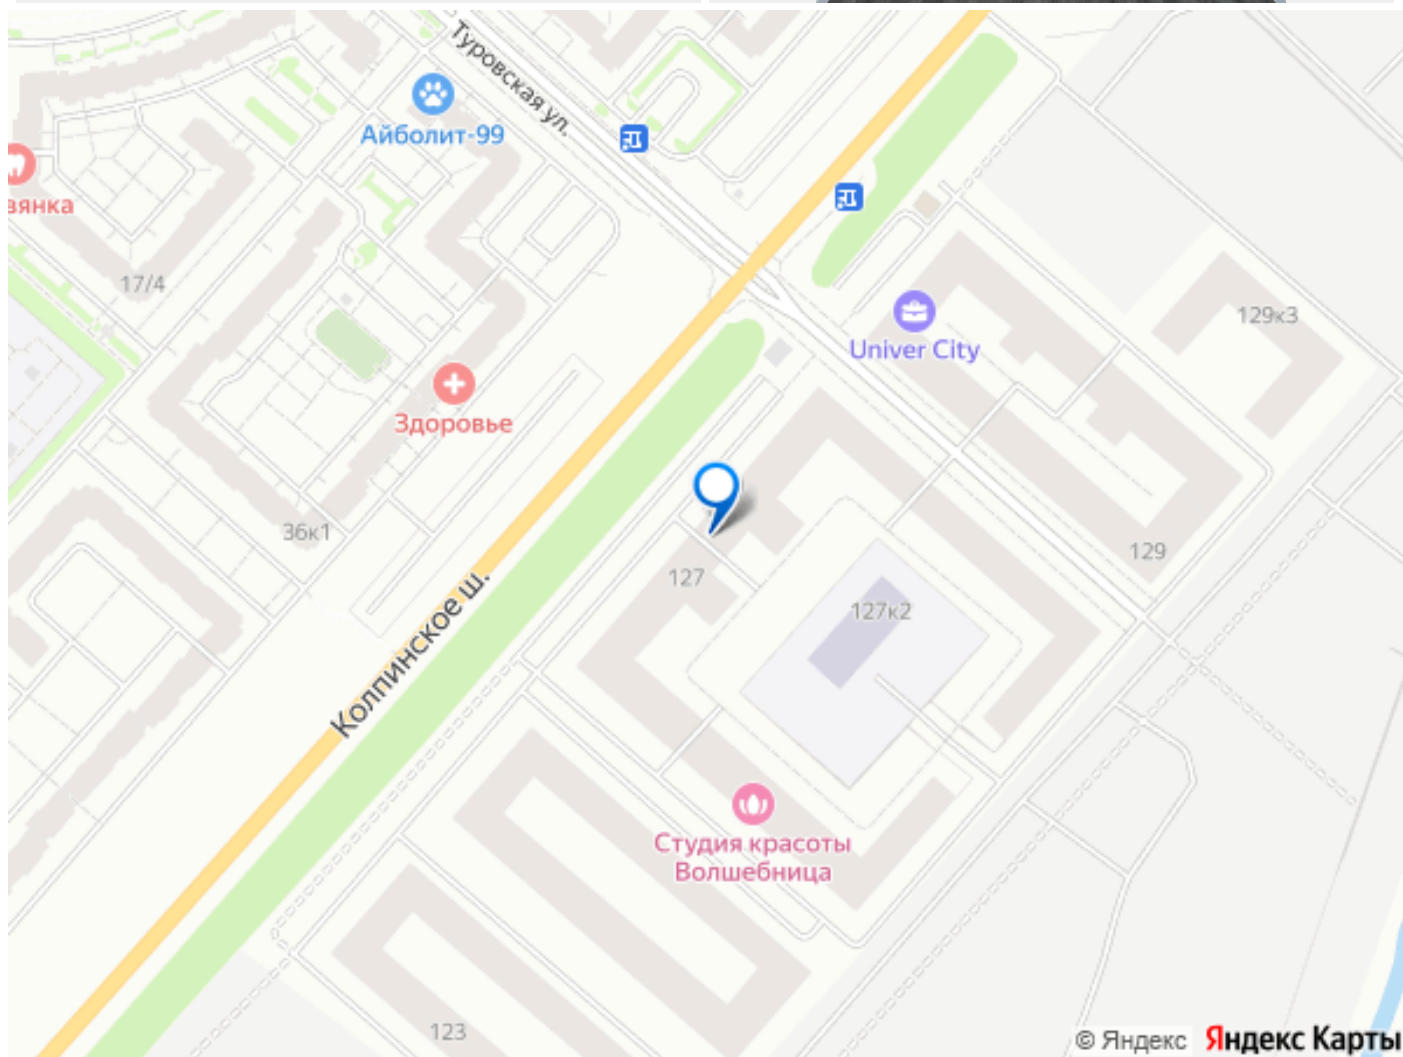 Туровская ул.
Айболит-99
вянка
17/4
Univer City
129к3
Здоровье
36к1
129
127
127к2
Колпинское ш.
Студия красоты
Волшебница
123
© Яндекс Яндекс Карты